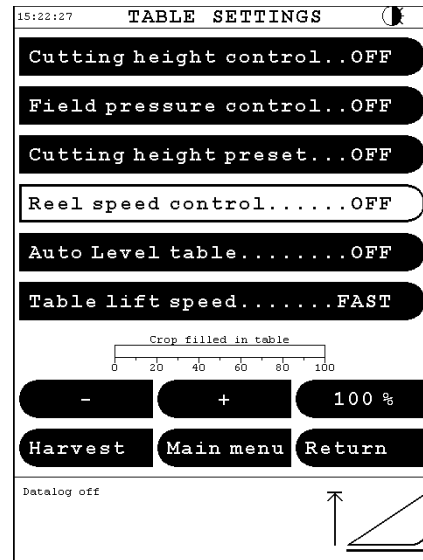 15:22:27 TABLE SETTINGS
Cutting height control..OFF
Field pressure control..OFF
Cutting height preset...OFF
Reel speed control......OFF
Auto Level table........OFF
Table lift speed.......FAST
Crop filled in table
0 20 40 60 80 100
- + 100 %
Harvest Main menu Return
Datalog off